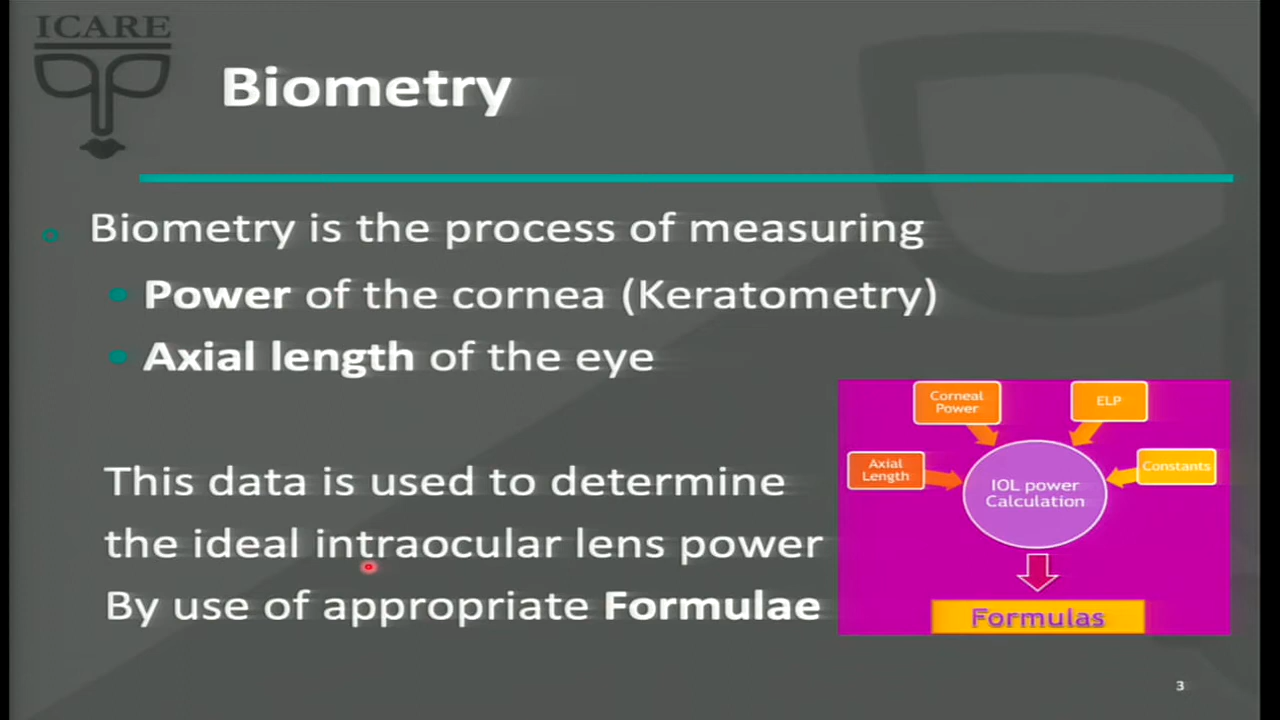 ICARE
Biometry
Biometry is the process of measuring
Power of the cornea (Keratometry)
Axial length of the eye
This data is used to determine
the ideal intraocular lens power
By use of appropriate Formulae
Corneal
Power
ELP
Axial
Length
Constants
IOL power
Calculation
Formulas
3